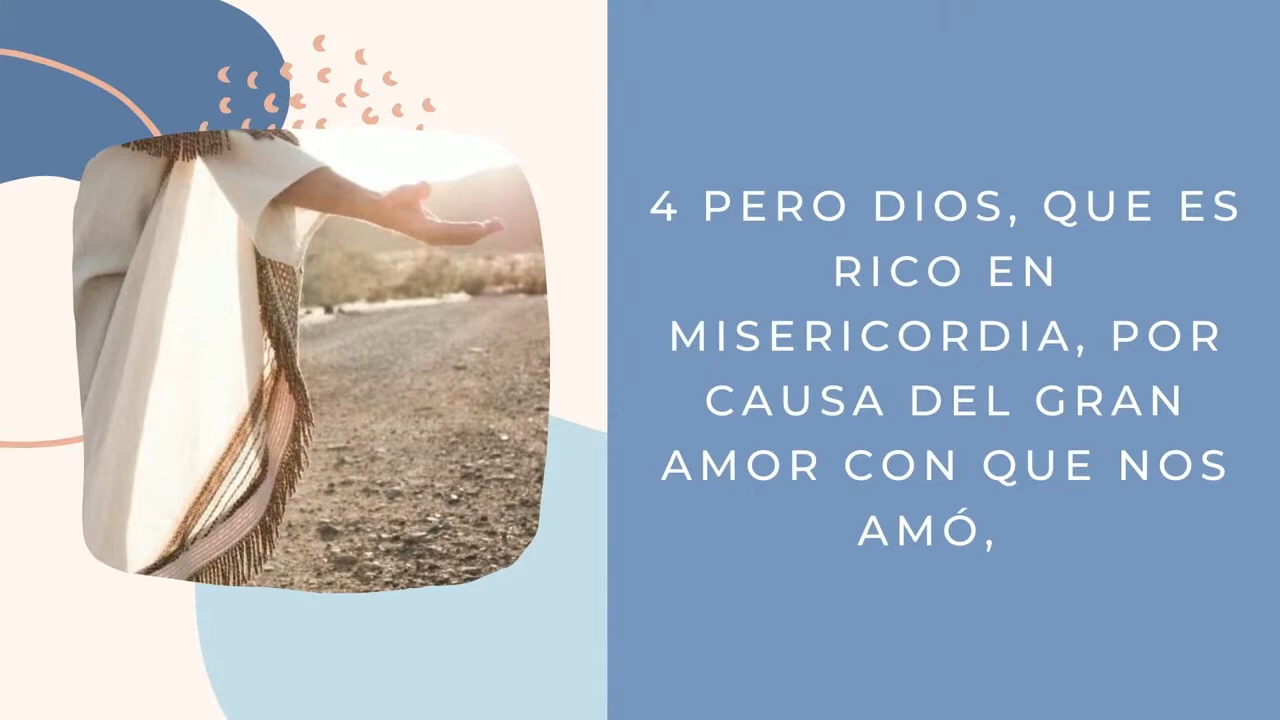 4 PERO DIOS, QUE ES
RICO EN
MISERICORDIA, POR
CAUSA DEL GRAN
AMOR CON QUE NOS
AMÓ,